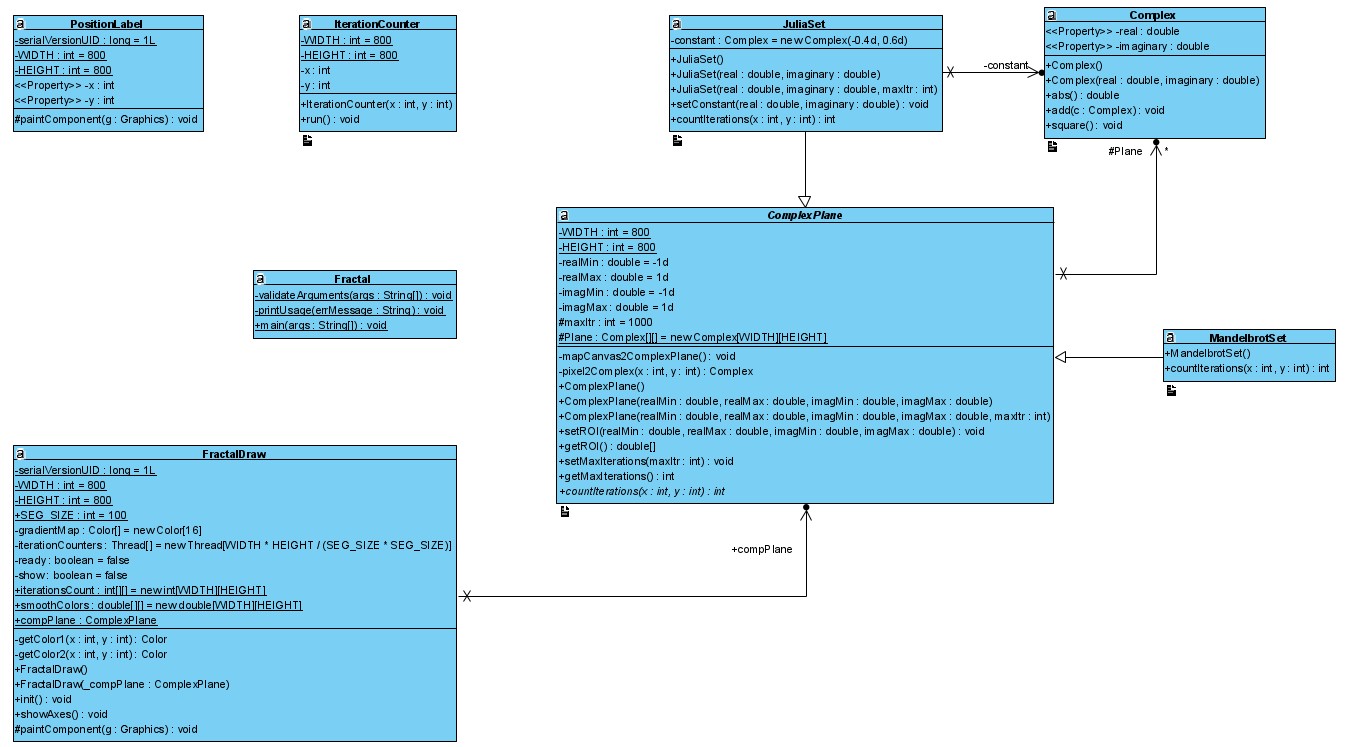 PositionLabel
-serialVersionUID : long = 1L
-WIDTH : int = 800
-HEIGHT : int = 800
<<Property>> -x : int
<<Property>> -y : int
#paintComponent(g : Graphics) : void
IterationCounter
-WIDTH : int = 800
-HEIGHT : int = 800
-x : int
-y : int
+IterationCounter(x : int, y : int)
+run() : void
JuliaSet
-constant : Complex = new Complex(-0.4d, 0.6d)
+JuliaSet()
+JuliaSet(real : double, imaginary : double)
+JuliaSet(real : double, imaginary : double, maxItr : int)
+setConstant(real : double, imaginary : double) : void
+countIterations(x : int, y : int) : int
-constant
Complex
<<Property>> -real : double
<<Property>> -imaginary : double
+Complex()
+Complex(real : double, imaginary : double)
+abs() : double
+add(c : Complex) : void
+square() : void
#Plane
*
ComplexPlane
-WIDTH : int = 800
-HEIGHT : int = 800
-realMin : double = -1d
-realMax : double = 1d
-imagMin : double = -1d
-imagMax : double = 1d
#maxItr : int = 1000
#Plane : Complex[][] = new Complex[WIDTH][HEIGHT]
-mapCanvas2ComplexPlane() : void
-pixel2Complex(x : int, y : int) : Complex
+ComplexPlane()
+ComplexPlane(realMin : double, realMax : double, imagMin : double, imagMax : double)
+ComplexPlane(realMin : double, realMax : double, imagMin : double, imagMax : double, maxItr : int)
+setROI(realMin : double, realMax : double, imagMin : double, imagMax : double) : void
+getROI() : double[]
+setMaxIterations(maxItr : int) : void
+getMaxIterations() : int
+countIterations(x : int, y : int) : int
Fractal
-validateArguments(args : String[]) : void
-printUsage(errMessage : String) : void
+main(args : String[]) : void
MandelbrotSet
+MandelbrotSet()
+countIterations(x : int, y : int) : int
FractalDraw
-serialVersionUID : long = 1L
-WIDTH : int = 800
-HEIGHT : int = 800
+SEG_SIZE : int = 100
-gradientMap : Color[] = new Color[16]
-iterationCounters : Thread[] = new Thread[WIDTH * HEIGHT / (SEG_SIZE * SEG_SIZE)]
-ready : boolean = false
-show : boolean = false
+iterationsCount : int[][] = new int[WIDTH][HEIGHT]
+smoothColors : double[][] = new double[WIDTH][HEIGHT]
+compPlane : ComplexPlane
-getColor1(x : int, y : int) : Color
-getColor2(x : int, y : int) : Color
+FractalDraw()
+FractalDraw(_compPlane : ComplexPlane)
+init() : void
+showAxes() : void
#paintComponent(g : Graphics) : void
+compPlane